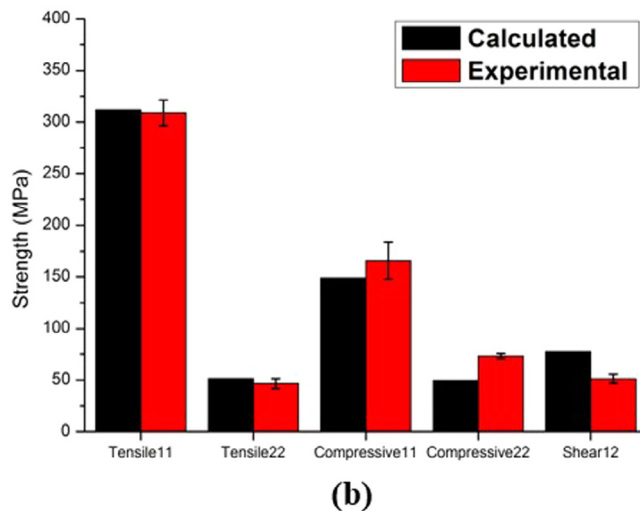 400
350
300
250
200
150
100
50
0
Strength (MPa)
Calculated
Experimental
Tensile11 Tensile22 Compressive11 Compressive22 Shear12
(b)